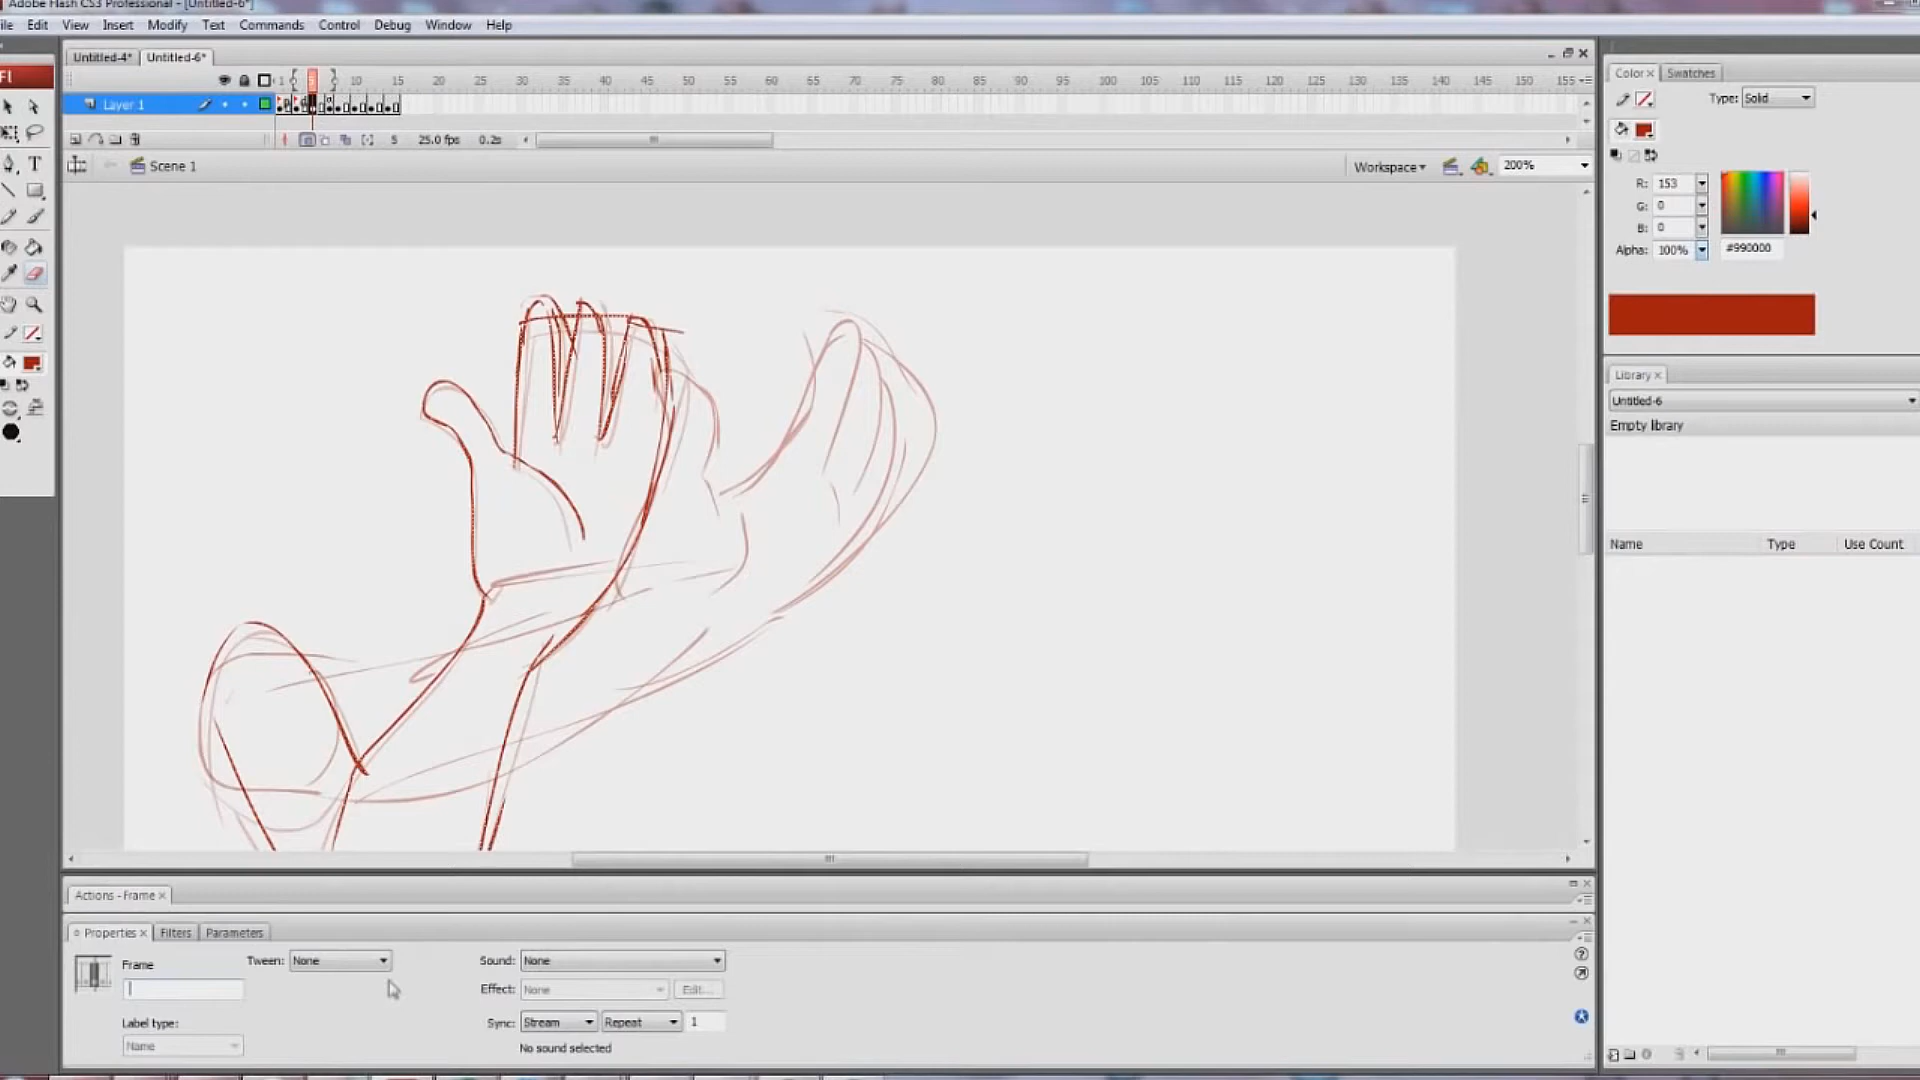 Adobe Flash CS3 Professional - [Untitled-6*]
File Edit View Insert Modify Text Commands Control Debug Window Help
Untitled-4* Untitled-6*
1 5 10 15 20 25 30 35 40 45 50 55 60 65 70 75 80 85 90 95 100 105 110 115 120 125 130 135 140 145 150 155
Layer 1
5 25.0 fps 0.2s
Scene 1 Workspace 200%
Color Swatches
Type: Solid
R: 153
G: 0
B: 0
Alpha: 100% #990000
Library
Untitled-6
Empty library
Name Type Use Count
Actions - Frame
Properties Filters Parameters
Frame Tween: None Sound: None
Effect: None Edit...
Label type: Sync: Stream Repeat 1
Name No sound selected